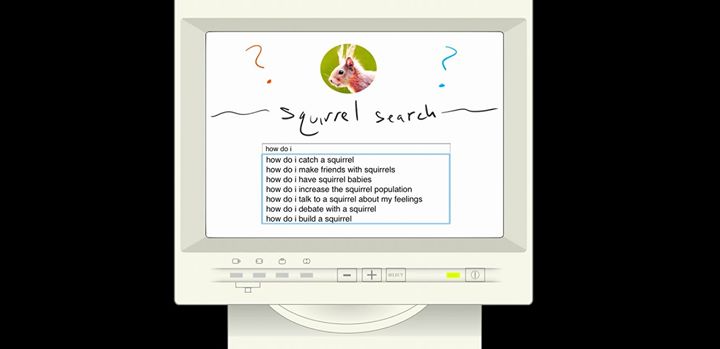 ? ?
squirrel search
how do i
how do i catch a squirrel
how do i make friends with squirrels
how do i have squirrel babies
how do i increase the squirrel population
how do i talk to a squirrel about my feelings
how do i debate with a squirrel
how do i build a squirrel
− + SELECT